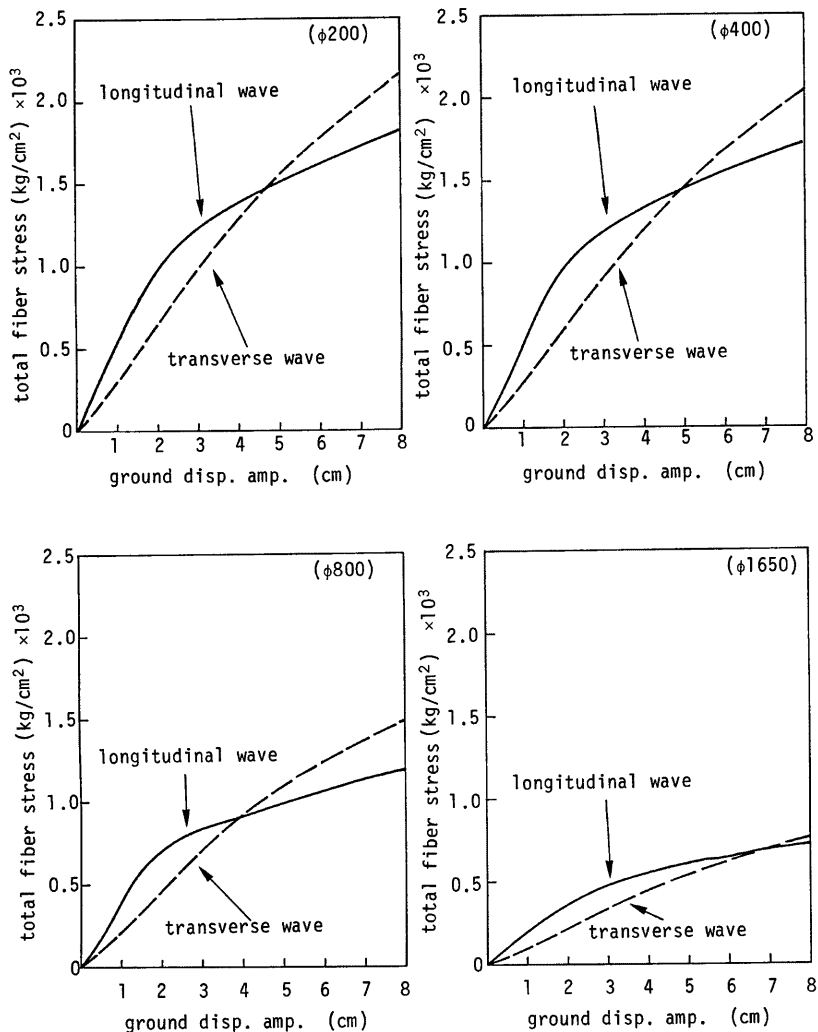 (φ200)
total fiber stress (kg/cm²) ×10³
2.5
2.0
1.5
1.0
0.5
0
longitudinal wave
transverse wave
1 2 3 4 5 6 7 8
ground disp. amp. (cm)
(φ400)
total fiber stress (kg/cm²) ×10³
2.5
2.0
1.5
1.0
0.5
0
longitudinal wave
transverse wave
1 2 3 4 5 6 7 8
ground disp. amp. (cm)
(φ800)
total fiber stress (kg/cm²) ×10³
2.5
2.0
1.5
1.0
0.5
0
longitudinal wave
transverse wave
1 2 3 4 5 6 7 8
ground disp. amp. (cm)
(φ1650)
total fiber stress (kg/cm²) ×10³
2.5
2.0
1.5
1.0
0.5
0
longitudinal wave
transverse wave
1 2 3 4 5 6 7 8
ground disp. amp. (cm)